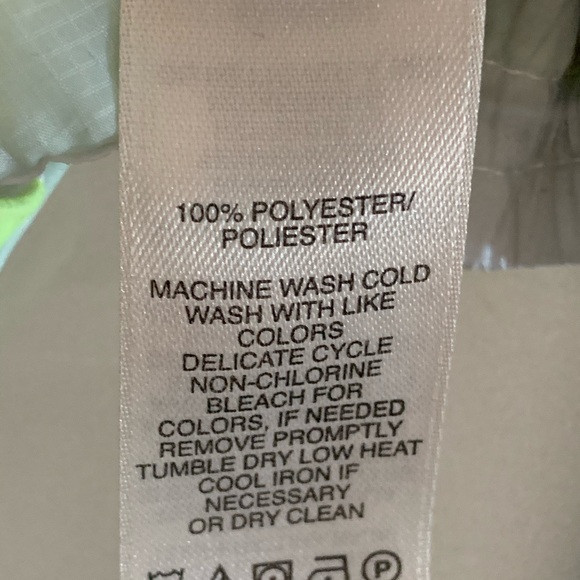 100% POLYESTER/
POLIESTER
MACHINE WASH COLD
WASH WITH LIKE
COLORS
DELICATE CYCLE
NON-CHLORINE
BLEACH FOR
COLORS, IF NEEDED
REMOVE PROMPTLY
TUMBLE DRY LOW HEAT
COOL IRON IF
NECESSARY
OR DRY CLEAN
P